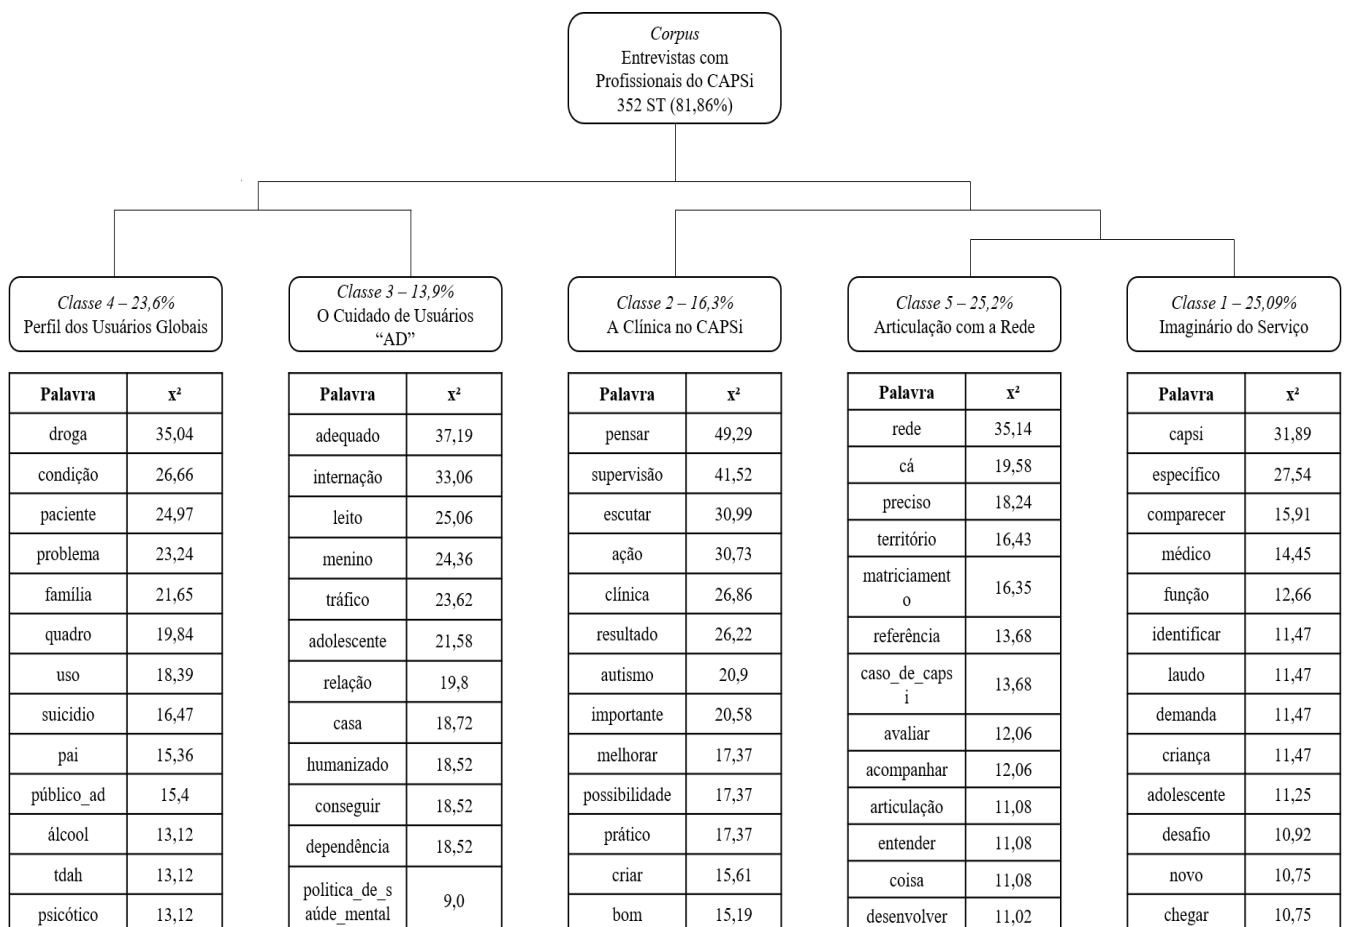 Corpus
Entrevistas com
Profissionais do CAPSi
352 ST (81,86%)
Classe 4 – 23,6%
Perfil dos Usuários Globais
Palavra x²
droga 35,04
condição 26,66
paciente 24,97
problema 23,24
família 21,65
quadro 19,84
uso 18,39
suicidio 16,47
pai 15,36
público_ad 15,4
álcool 13,12
tdah 13,12
psicótico 13,12
Classe 3 – 13,9%
O Cuidado de Usuários
“AD”
Palavra x²
adequado 37,19
internação 33,06
leito 25,06
menino 24,36
tráfico 23,62
adolescente 21,58
relação 19,8
casa 18,72
humanizado 18,52
conseguir 18,52
dependência 18,52
politica_de_s
aúde_mental 9,0
Classe 2 – 16,3%
A Clínica no CAPSi
Palavra x²
pensar 49,29
supervisão 41,52
escutar 30,99
ação 30,73
clínica 26,86
resultado 26,22
autismo 20,9
importante 20,58
melhorar 17,37
possibilidade 17,37
prático 17,37
criar 15,61
bom 15,19
Classe 5 – 25,2%
Articulação com a Rede
Palavra x²
rede 35,14
cá 19,58
preciso 18,24
território 16,43
matriciament
o 16,35
referência 13,68
caso_de_caps
i 13,68
avaliar 12,06
acompanhar 12,06
articulação 11,08
entender 11,08
coisa 11,08
desenvolver 11,02
Classe 1 – 25,09%
Imaginário do Serviço
Palavra x²
capsi 31,89
específico 27,54
comparecer 15,91
médico 14,45
função 12,66
identificar 11,47
laudo 11,47
demanda 11,47
criança 11,47
adolescente 11,25
desafio 10,92
novo 10,75
chegar 10,75